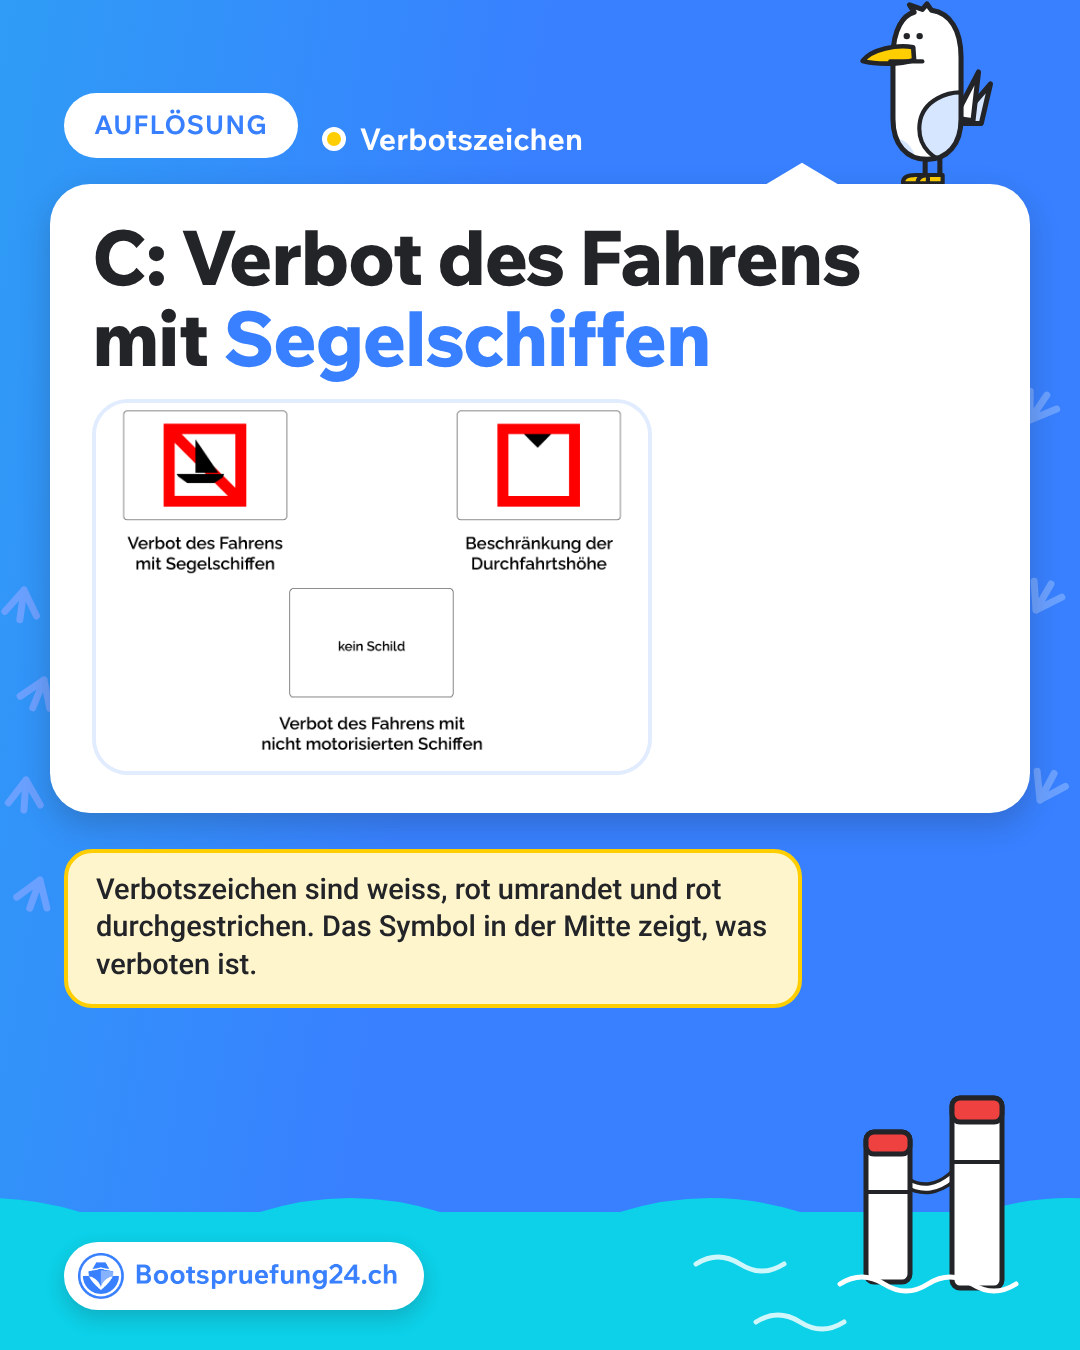 AUFLÖSUNG
Verbotszeichen
C: Verbot des Fahrens
mit Segelschiffen
Verbot des Fahrens
mit Segelschiffen
Beschränkung der
Durchfahrtshöhe
kein Schild
Verbot des Fahrens mit
nicht motorisierten Schiffen
Verbotszeichen sind weiss, rot umrandet und rot
durchgestrichen. Das Symbol in der Mitte zeigt, was
verboten ist.
Bootspruefung24.ch